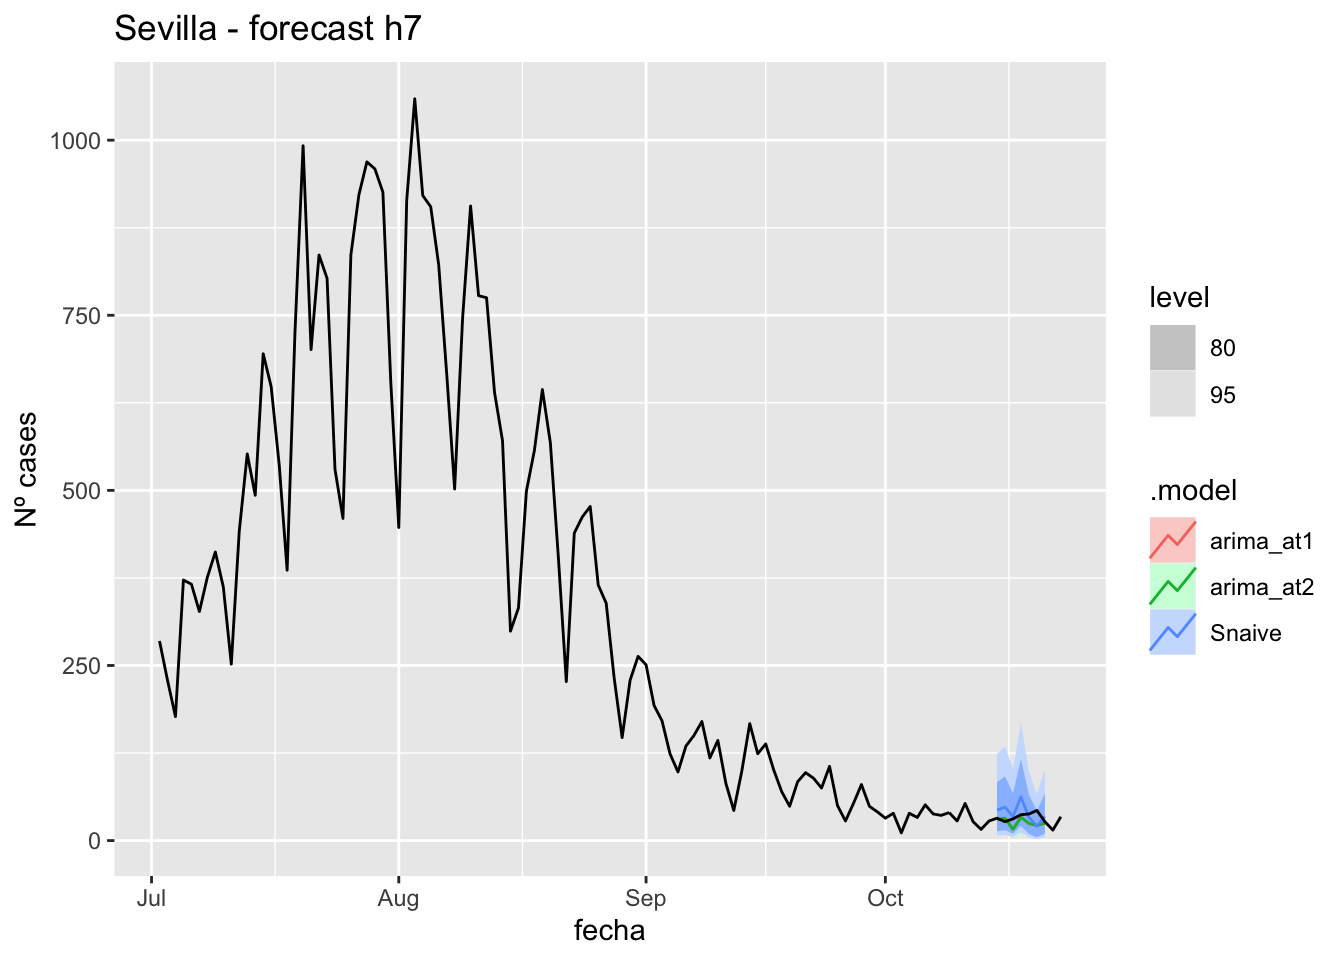 Sevilla - forecast h7
Nº cases
1000
750
500
250
0
Jul
Aug
Sep
Oct
fecha
level
80
95
.model
arima_at1
arima_at2
Snaive